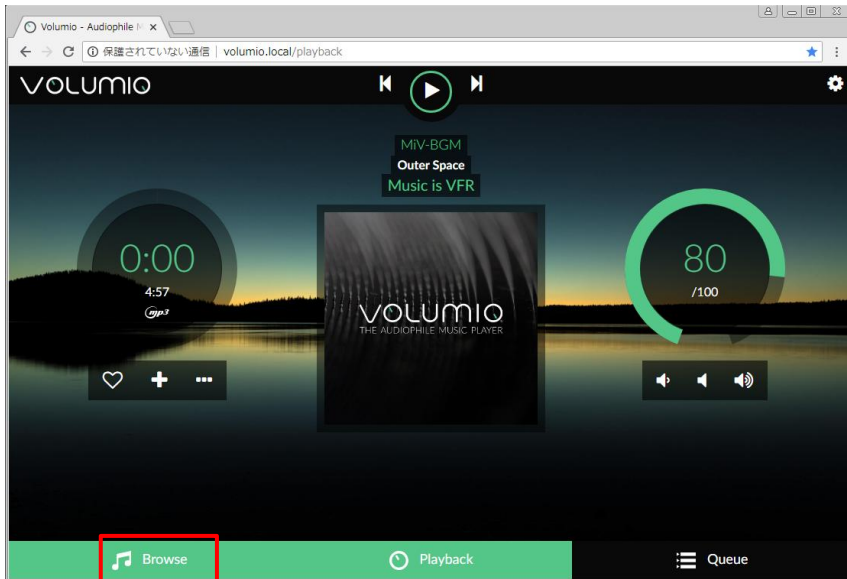 Volumio - Audiophile M
保護されていない通信 | volumio.local/playback
VOLUMIO
MiV-BGM
Outer Space
Music is VFR
0:00
4:57
mp3
80
/100
VOLUMIO
THE AUDIOPHILE MUSIC PLAYER
Browse
Playback
Queue